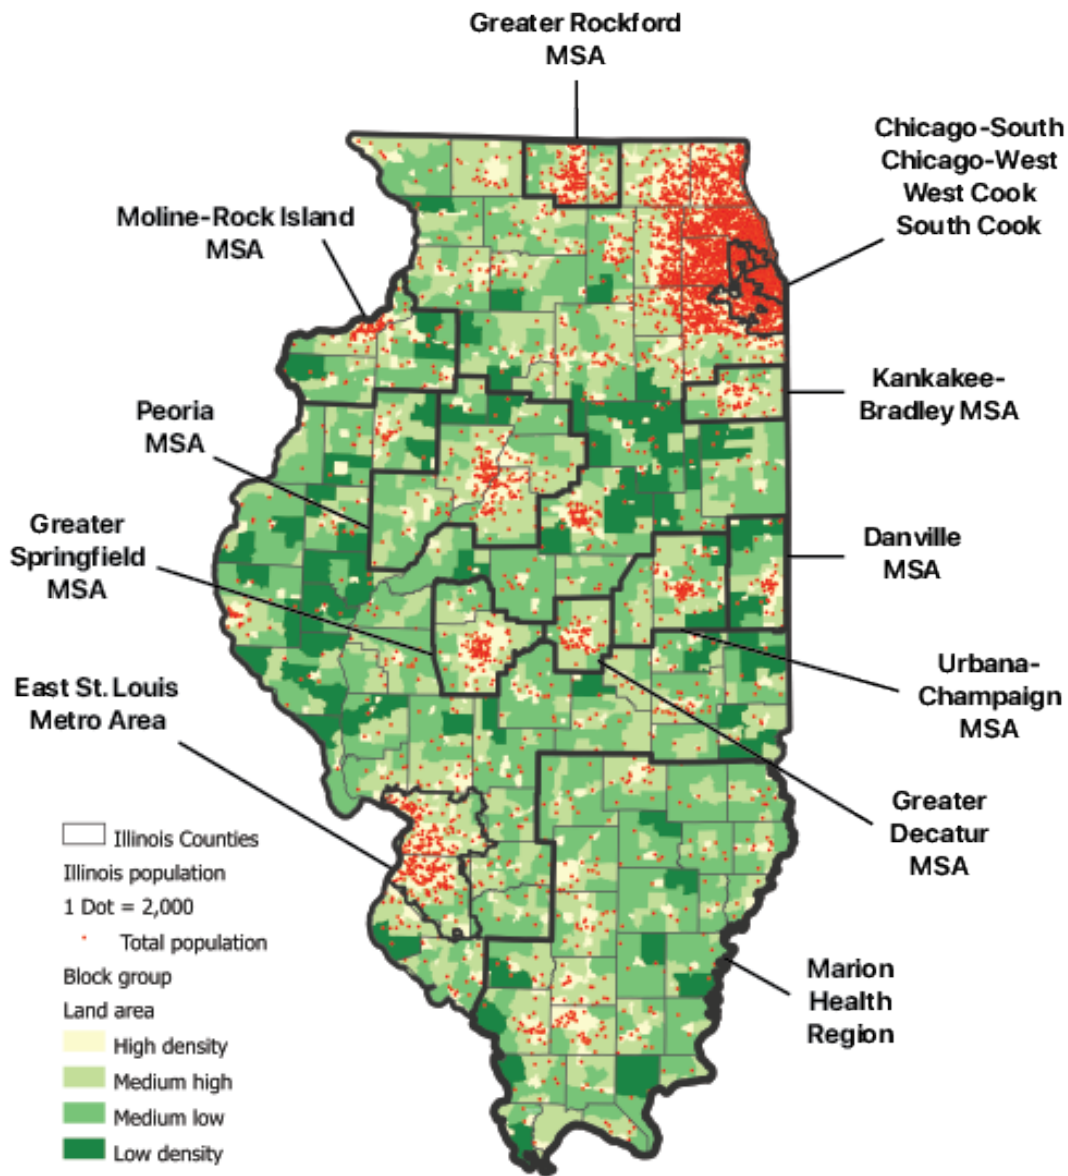 Greater Rockford
MSA
Chicago-South
Chicago-West
West Cook
South Cook
Moline-Rock Island
MSA
Kankakee-
Bradley MSA
Peoria
MSA
Greater
Springfield
MSA
Danville
MSA
East St. Louis
Metro Area
Urbana-
Champaign
MSA
Greater
Decatur
MSA
Marion
Health
Region
Illinois Counties
Illinois population
1 Dot = 2,000
Total population
Block group
Land area
High density
Medium high
Medium low
Low density